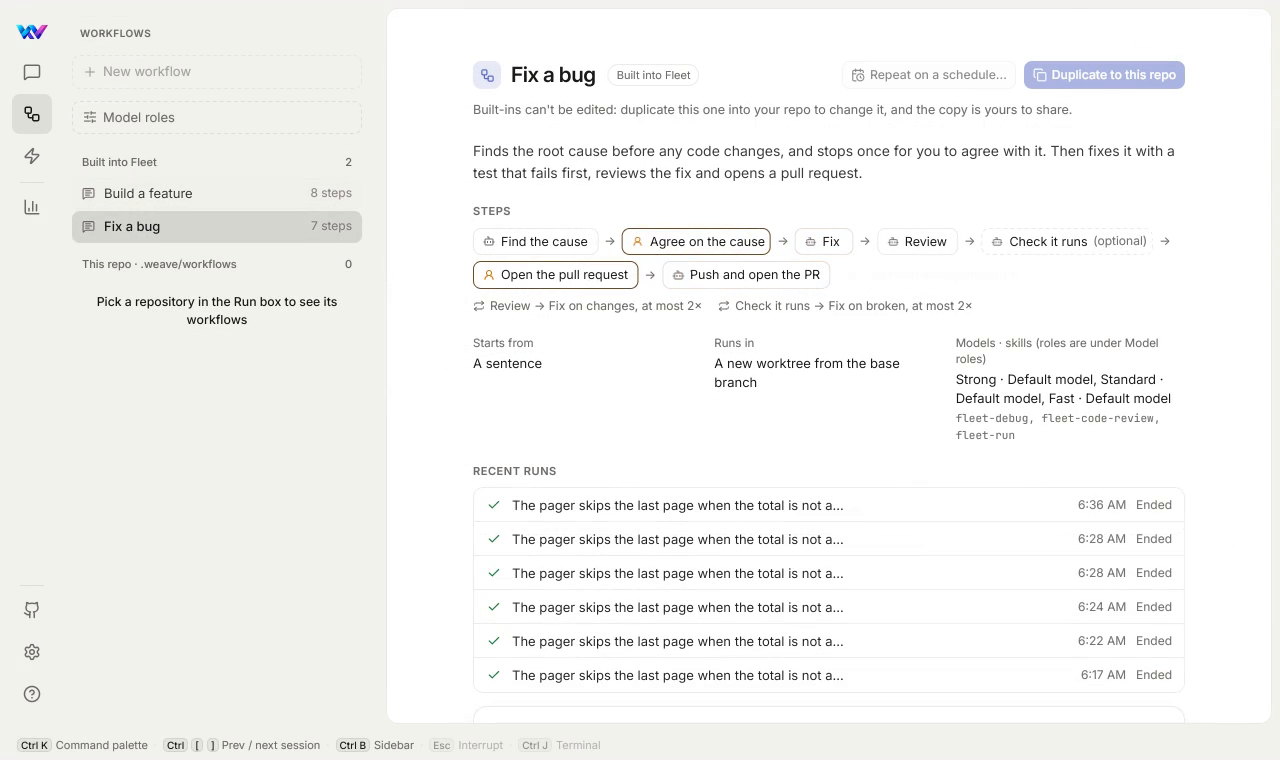 WORKFLOWS
New workflow
Model roles
Built into Fleet 2
Build a feature 8 steps
Fix a bug 7 steps
This repo · .weave/workflows 0
Pick a repository in the Run box to see its
workflows
Fix a bug Built into Fleet Repeat on a schedule... Duplicate to this repo
Built-ins can't be edited: duplicate this one into your repo to change it, and the copy is yours to share.
Finds the root cause before any code changes, and stops once for you to agree with it. Then fixes it with a
test that fails first, reviews the fix and opens a pull request.
STEPS
Find the cause → Agree on the cause → Fix → Review → Check it runs (optional) →
Open the pull request → Push and open the PR
Review → Fix on changes, at most 2× Check it runs → Fix on broken, at most 2×
Starts from
A sentence
Runs in
A new worktree from the base
branch
Models · skills (roles are under Model
roles)
Strong · Default model, Standard ·
Default model, Fast · Default model
fleet-debug, fleet-code-review,
fleet-run
RECENT RUNS
The pager skips the last page when the total is not a... 6:36 AM Ended
The pager skips the last page when the total is not a... 6:28 AM Ended
The pager skips the last page when the total is not a... 6:28 AM Ended
The pager skips the last page when the total is not a... 6:24 AM Ended
The pager skips the last page when the total is not a... 6:22 AM Ended
The pager skips the last page when the total is not a... 6:17 AM Ended
Ctrl K Command palette · Ctrl [ ] Prev / next session · Ctrl B Sidebar · Esc Interrupt · Ctrl J Terminal